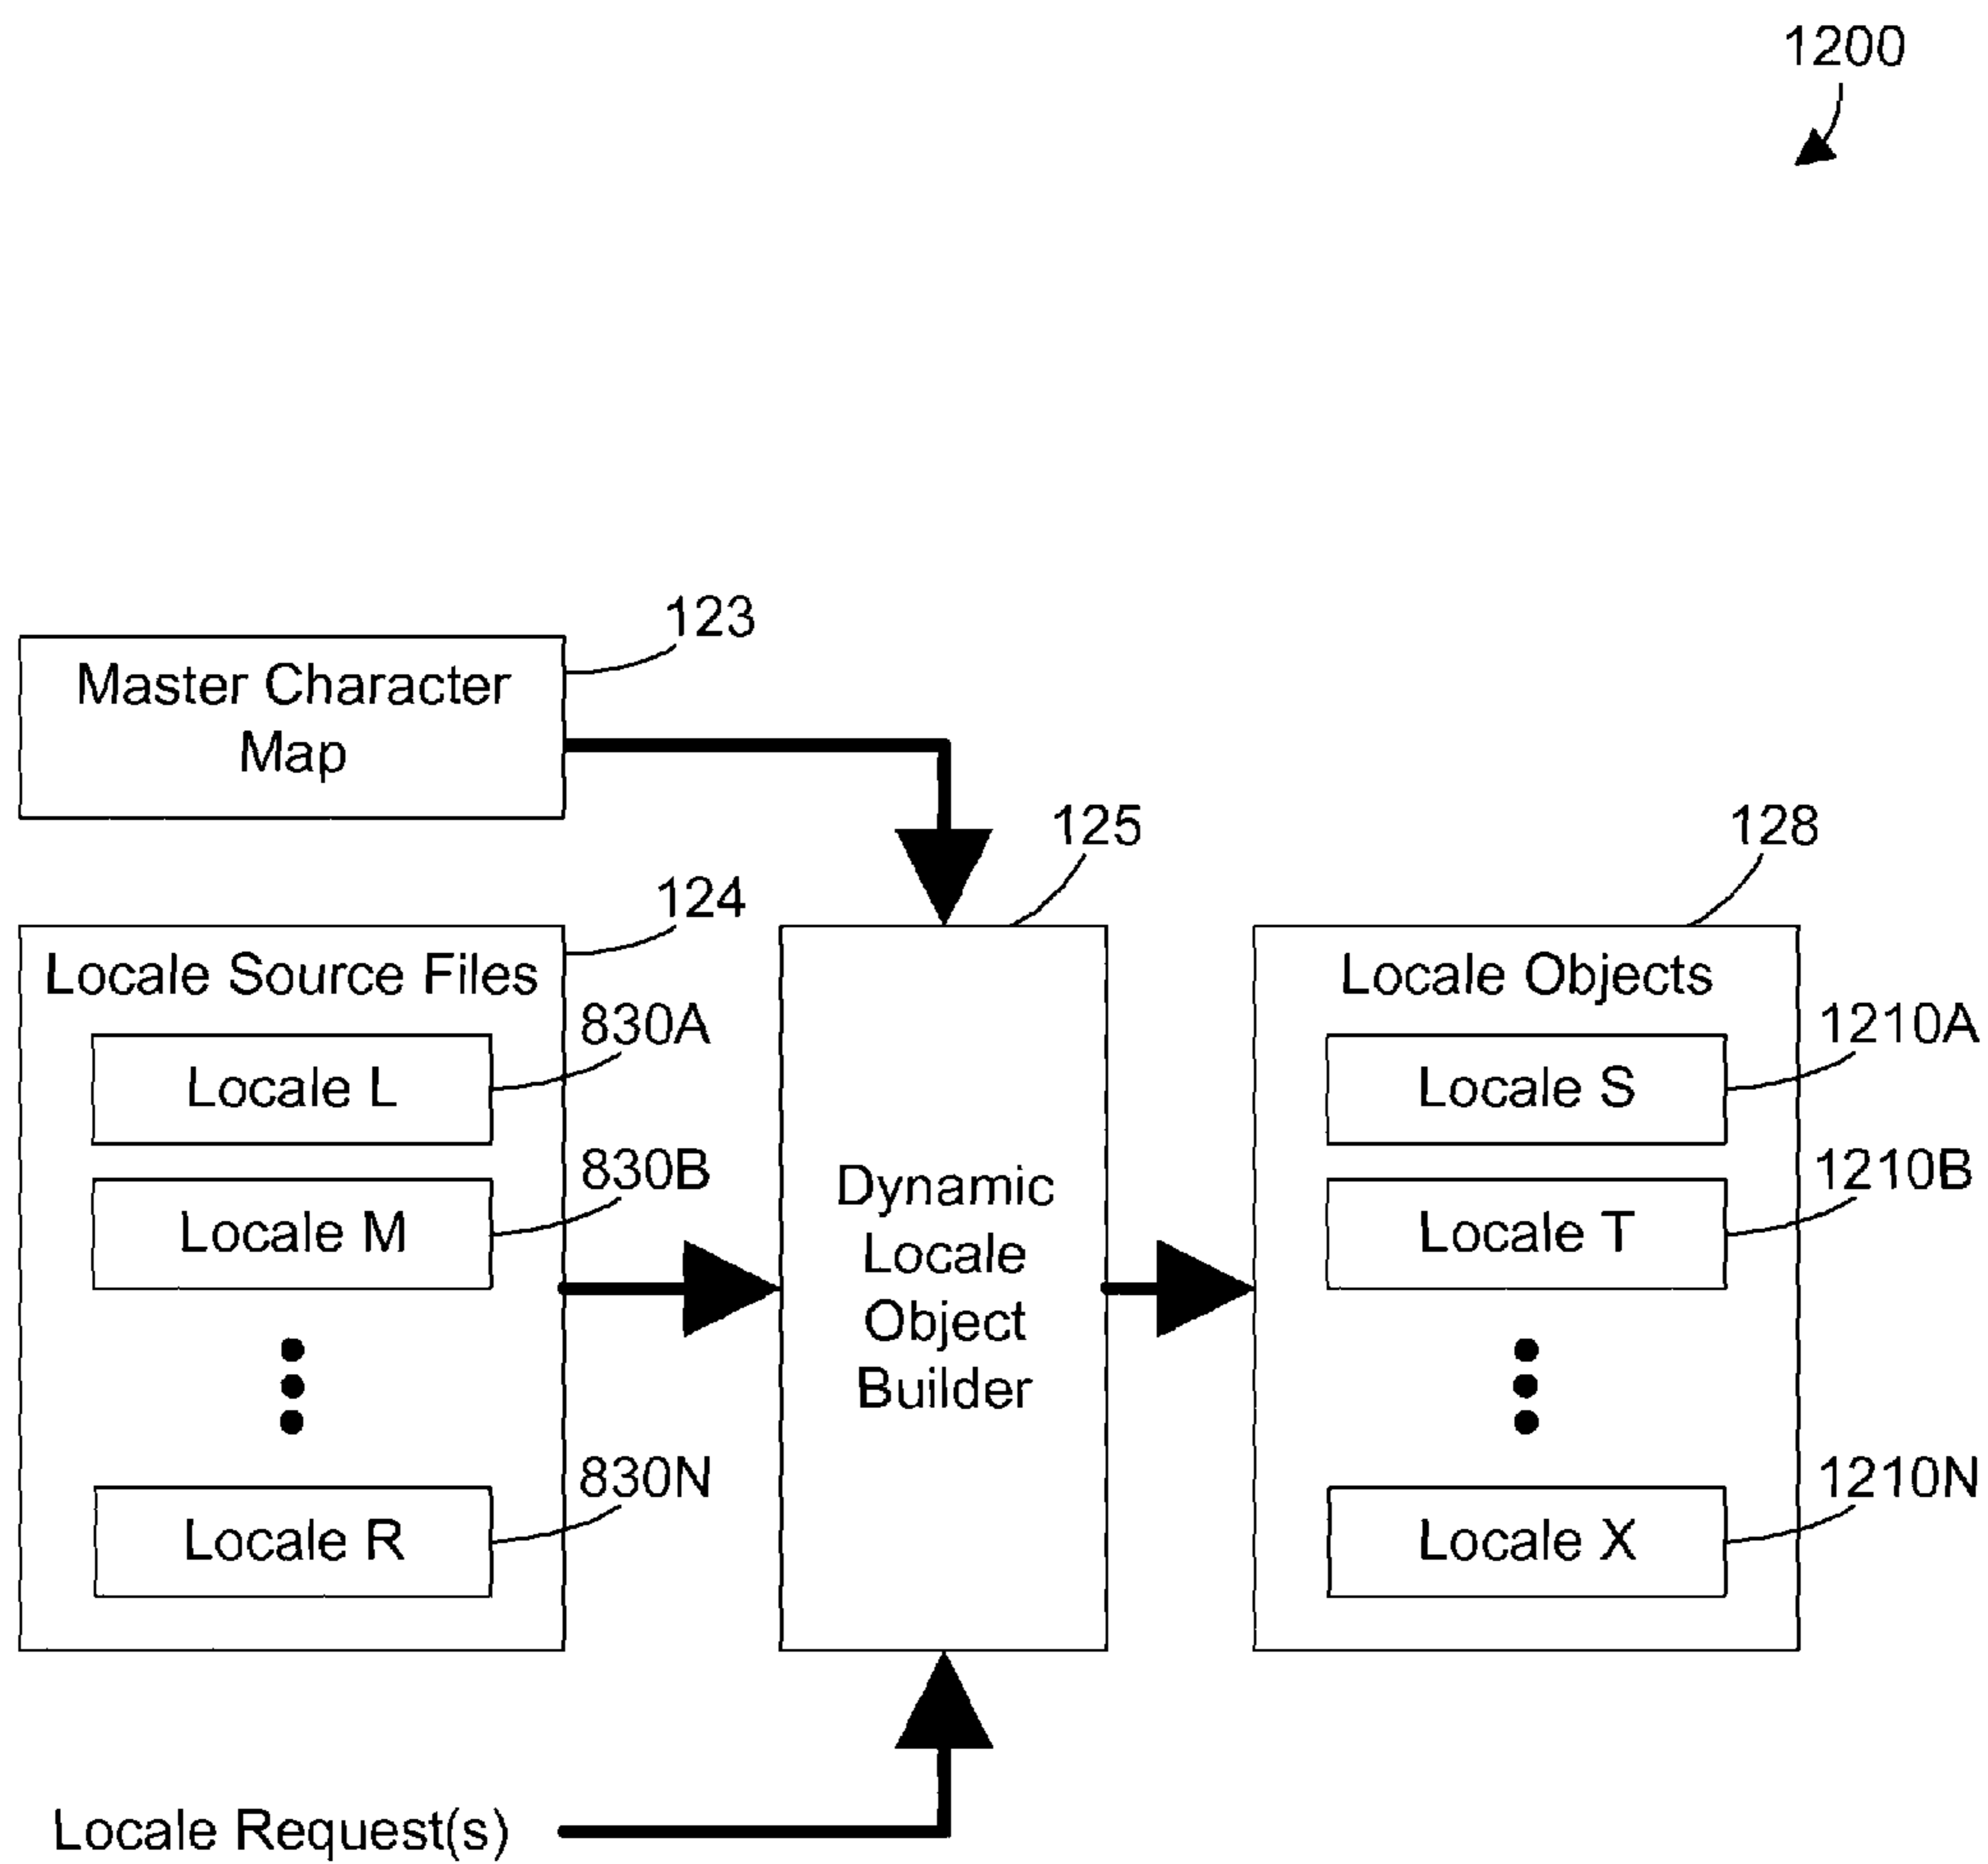 1200
123
Master Character
Map
125
128
124
Locale Source Files
830A
Locale L
830B
Locale M
830N
Locale R
Dynamic
Locale
Object
Builder
Locale Objects
1210A
Locale S
1210B
Locale T
1210N
Locale X
Locale Request(s)